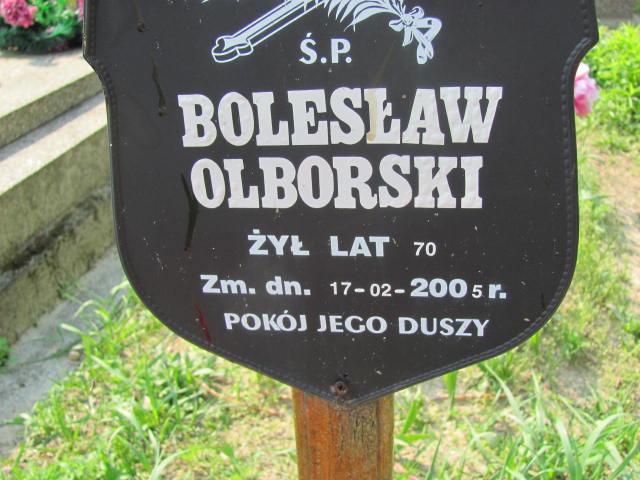 Ś.P.
BOLESŁAW
OLBORSKI
ŻYŁ LAT 70
Zm. dn. 17-02-2005 r.
POKÓJ JEGO DUSZY